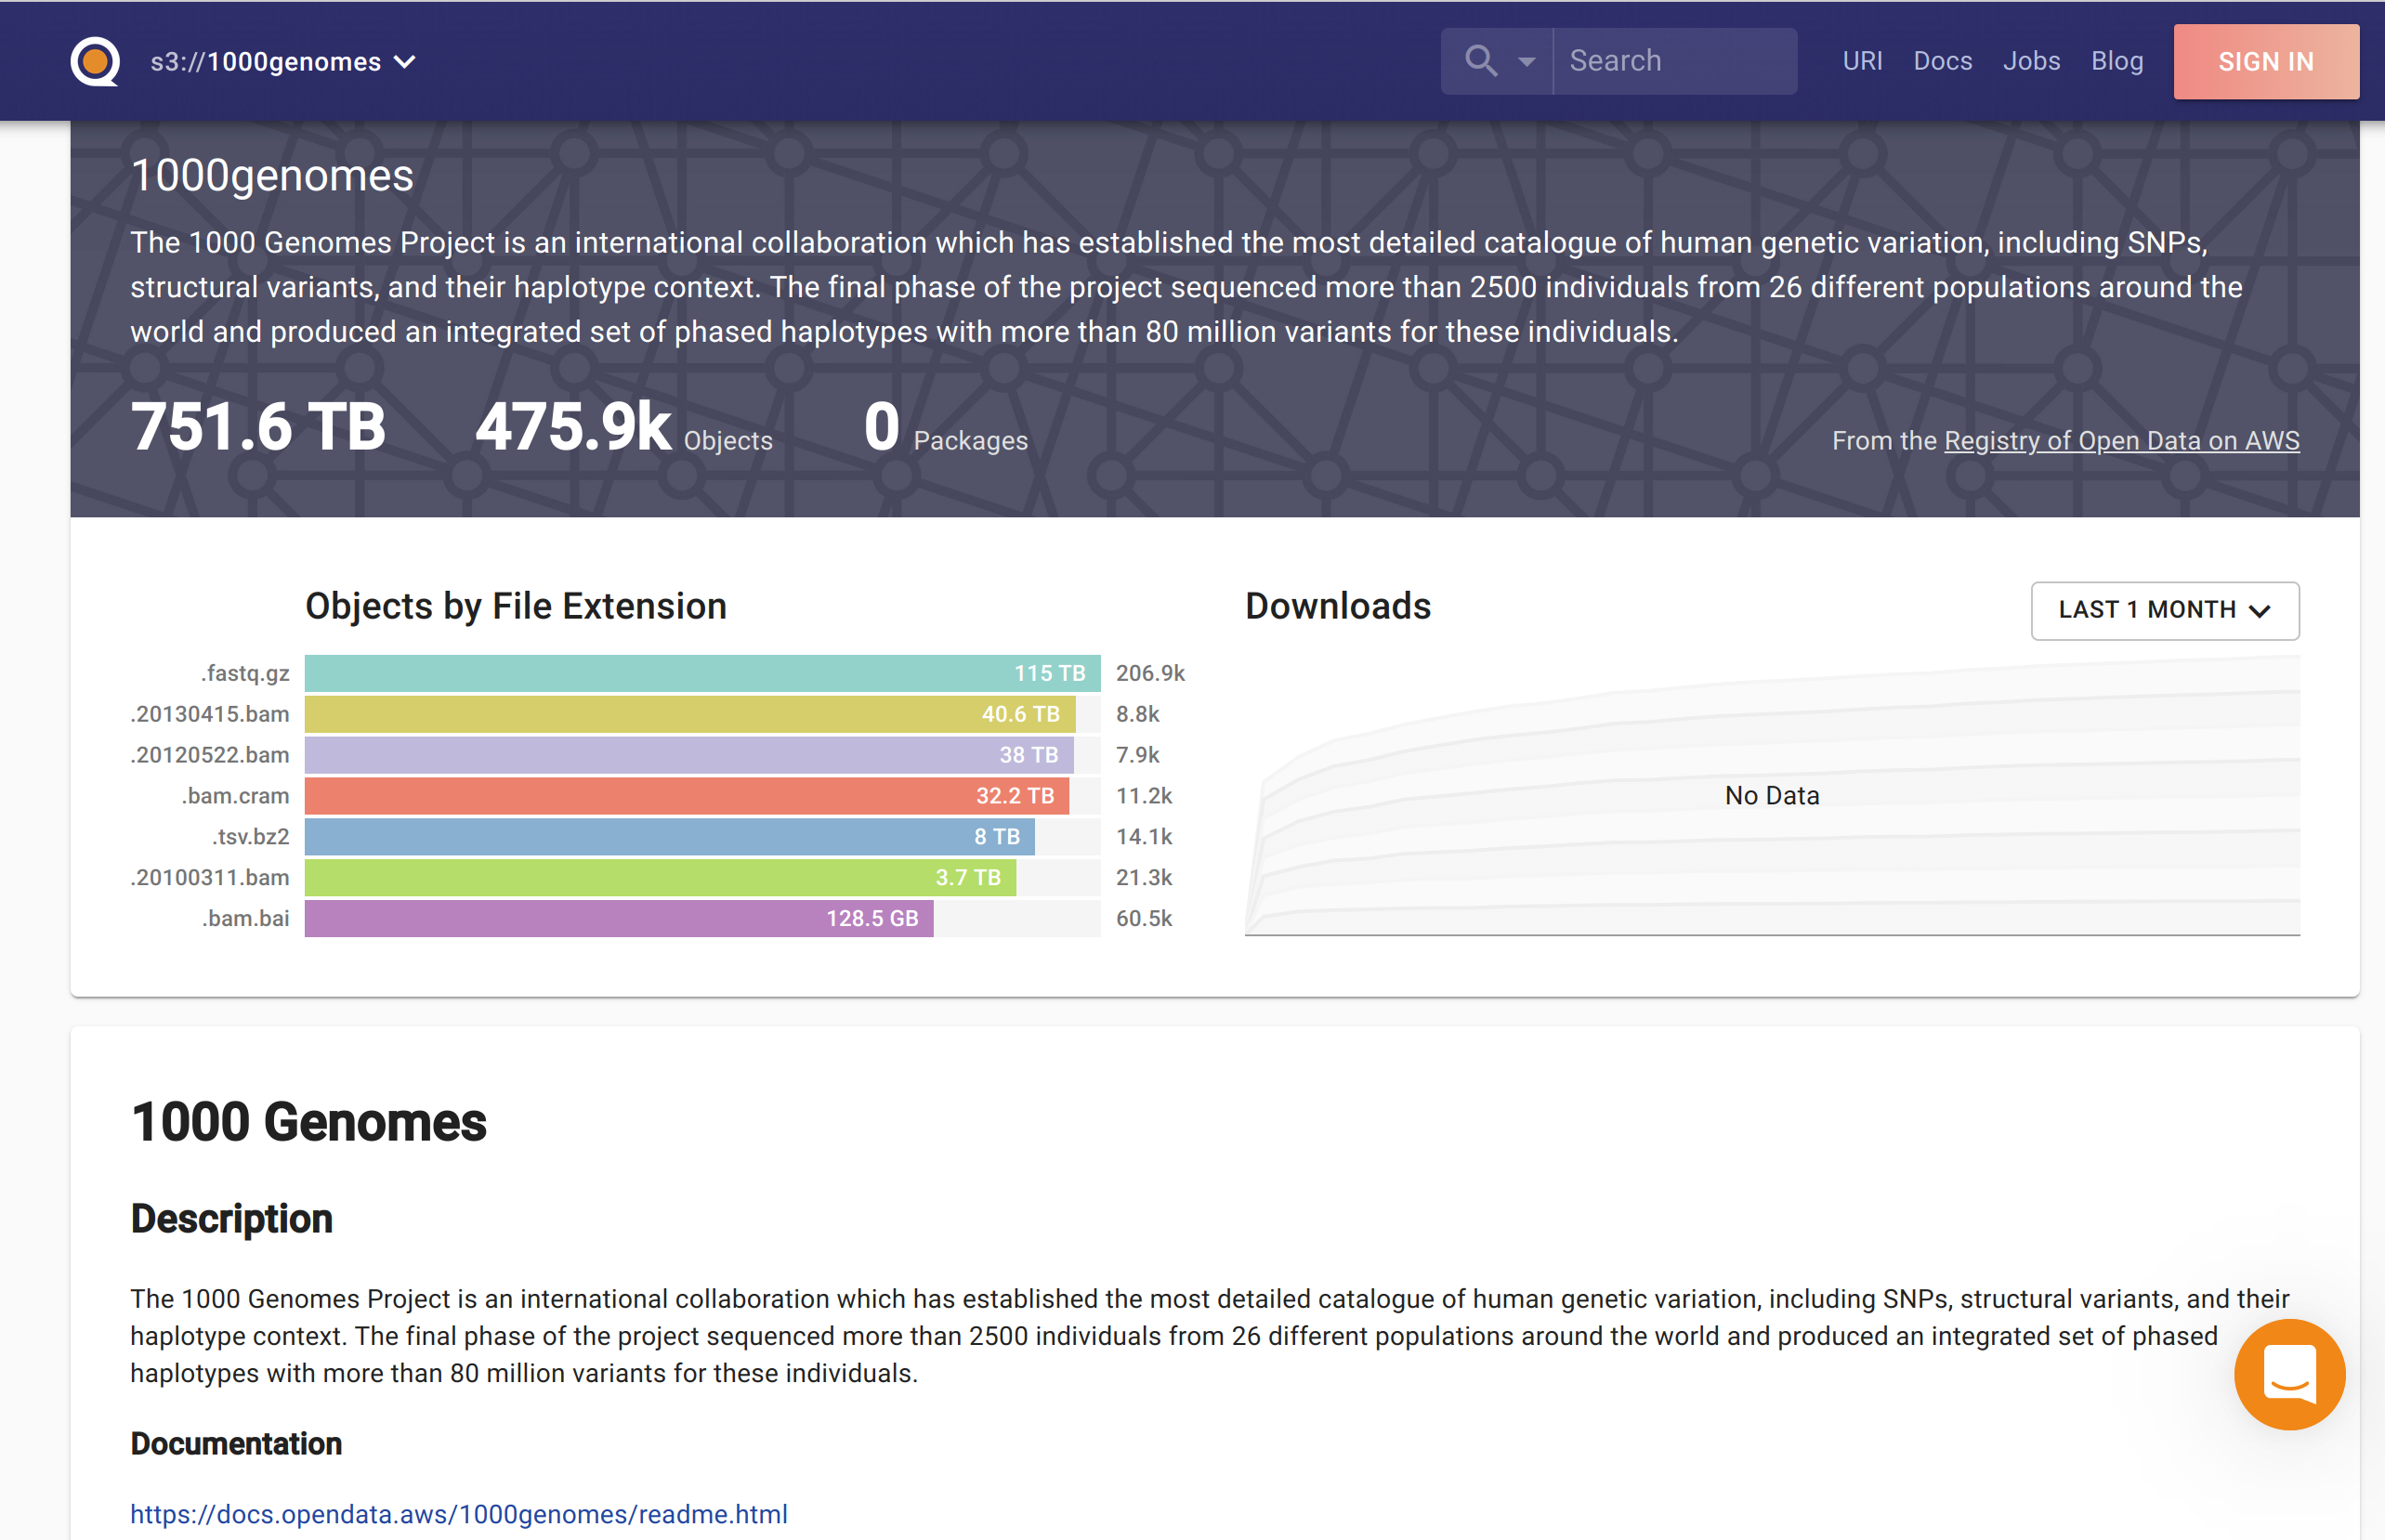 s3://1000genomes
Search
URI Docs Jobs Blog SIGN IN
1000genomes
The 1000 Genomes Project is an international collaboration which has established the most detailed catalogue of human genetic variation, including SNPs,
structural variants, and their haplotype context. The final phase of the project sequenced more than 2500 individuals from 26 different populations around the
world and produced an integrated set of phased haplotypes with more than 80 million variants for these individuals.
751.6 TB 475.9k Objects 0 Packages
From the Registry of Open Data on AWS
Objects by File Extension
.fastq.gz 115 TB 206.9k
.20130415.bam 40.6 TB 8.8k
.20120522.bam 38 TB 7.9k
.bam.cram 32.2 TB 11.2k
.tsv.bz2 8 TB 14.1k
.20100311.bam 3.7 TB 21.3k
.bam.bai 128.5 GB 60.5k
Downloads
LAST 1 MONTH
No Data
1000 Genomes
Description
The 1000 Genomes Project is an international collaboration which has established the most detailed catalogue of human genetic variation, including SNPs, structural variants, and their
haplotype context. The final phase of the project sequenced more than 2500 individuals from 26 different populations around the world and produced an integrated set of phased
haplotypes with more than 80 million variants for these individuals.
Documentation
https://docs.opendata.aws/1000genomes/readme.html